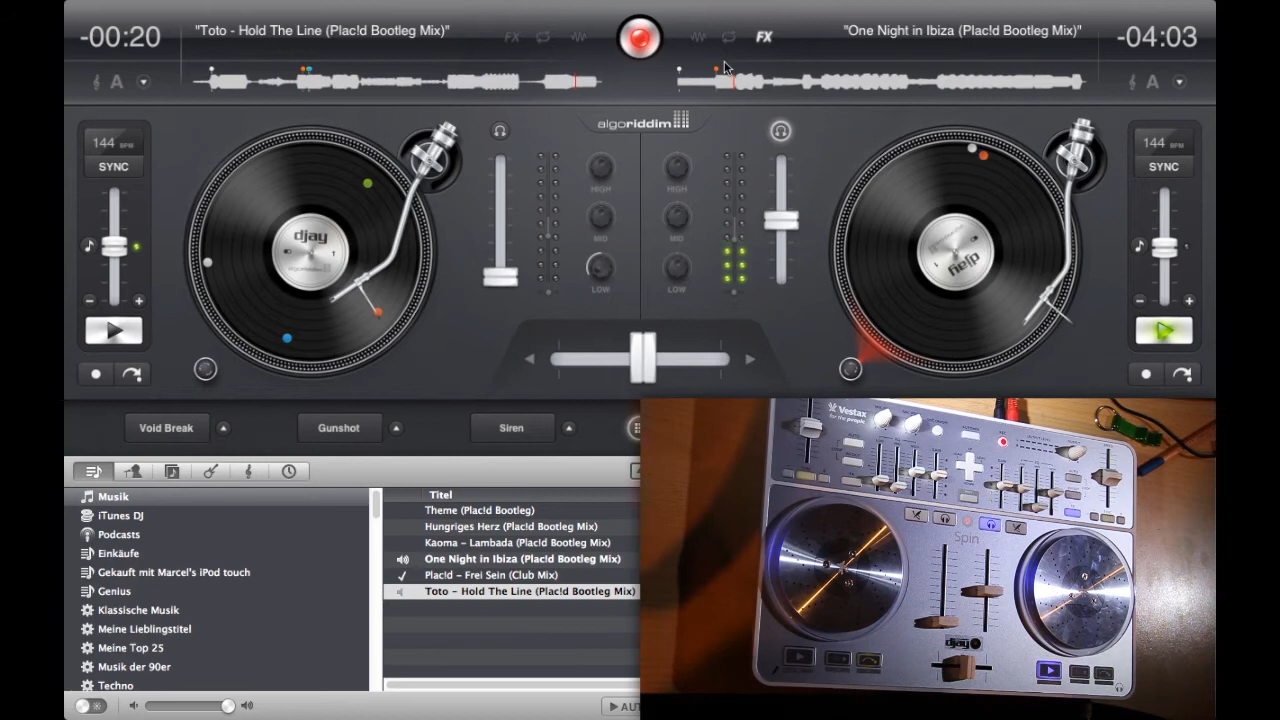 -00:20
"Toto - Hold The Line (Plac!d Bootleg Mix)"
FX
FX
"One Night in Ibiza (Plac!d Bootleg Mix)"
-04:03
A
A
algoriddim
144 BPM
SYNC
HIGH
MID
LOW
HIGH
MID
LOW
144 BPM
SYNC
djay
djay
Void Break
Gunshot
Siren
Musik
iTunes DJ
Podcasts
Einkäufe
Gekauft mit Marcel's iPod touch
Genius
Klassische Musik
Meine Lieblingstitel
Meine Top 25
Musik der 90er
Techno
Titel
Theme (Plac!d Bootleg)
Hungriges Herz (Plac!d Bootleg Mix)
Kaoma – Lambada (Plac!d Bootleg Mix)
One Night in Ibiza (Plac!d Bootleg Mix)
Plac!d – Frei Sein (Club Mix)
Toto – Hold The Line (Plac!d Bootleg Mix)
AU
Vestax
for the people
Spin